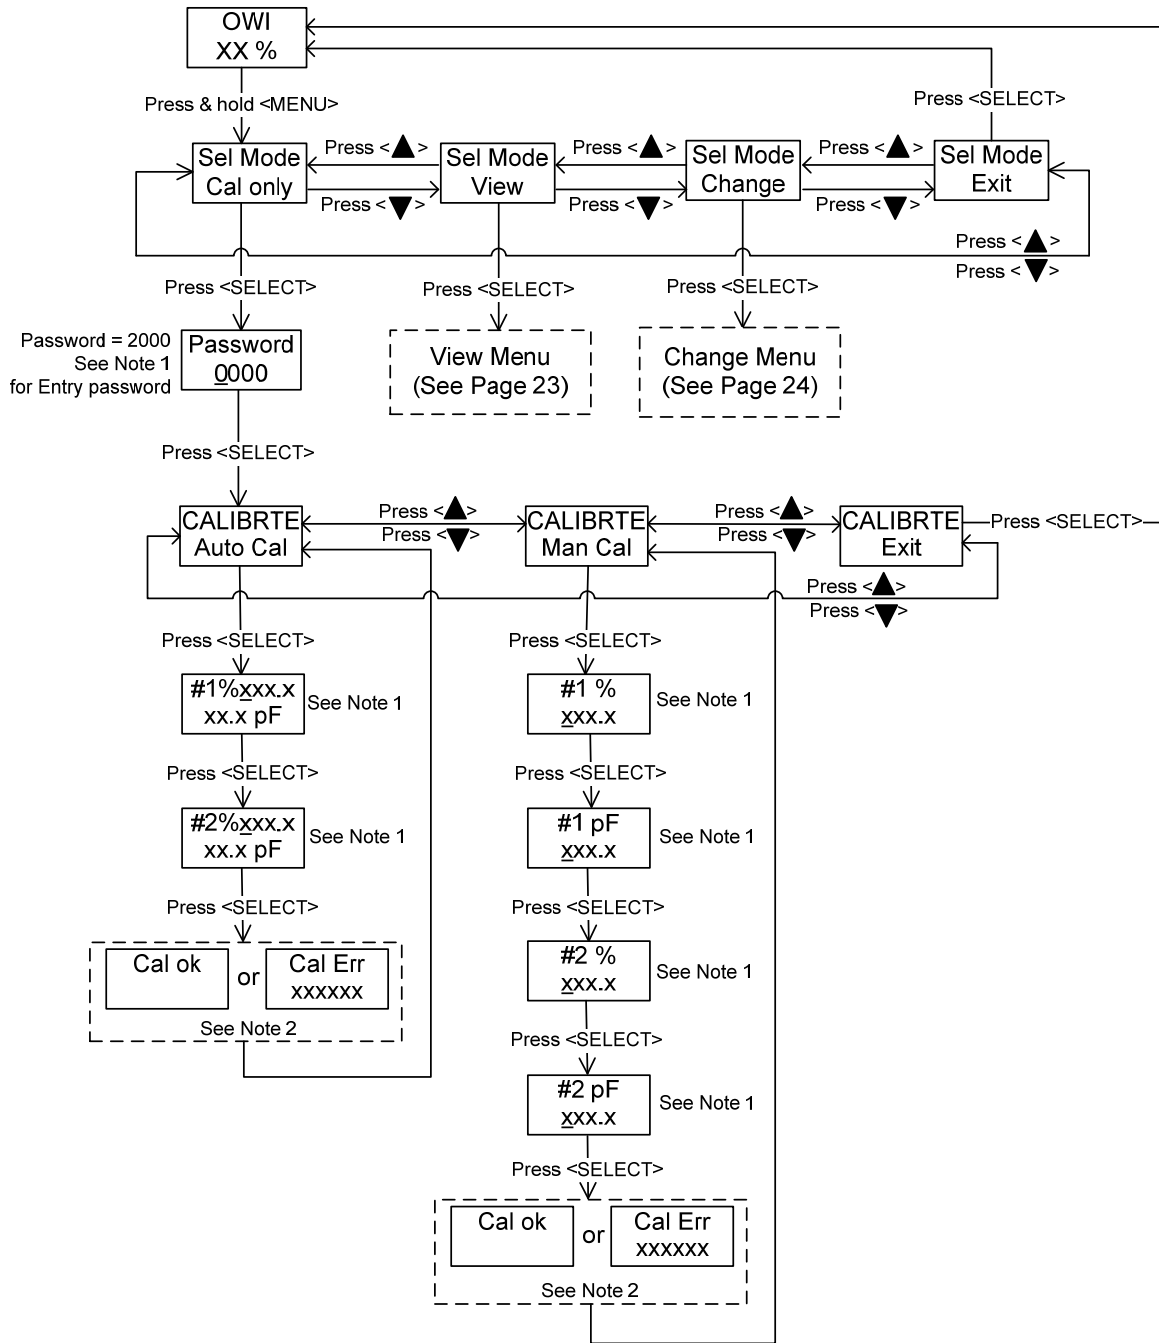 OWI
XX %
Press & hold <MENU>
Press <SELECT>
Sel Mode
Cal only
Press <▲>
Press <▼>
Sel Mode
View
Press <▲>
Press <▼>
Sel Mode
Change
Press <▲>
Press <▼>
Sel Mode
Exit
Press <▲>
Press <▼>
Press <SELECT>
Press <SELECT>
Press <SELECT>
Password = 2000
See Note 1
for Entry password
Password
0000
View Menu
(See Page 23)
Change Menu
(See Page 24)
Press <SELECT>
CALIBRTE
Auto Cal
Press <▲>
Press <▼>
CALIBRTE
Man Cal
Press <▲>
Press <▼>
CALIBRTE
Exit
Press <SELECT>
Press <▲>
Press <▼>
Press <SELECT>
#1%xxx.x
xx.x pF
See Note 1
Press <SELECT>
#2%xxx.x
xx.x pF
See Note 1
Press <SELECT>
Cal ok
or
Cal Err
xxxxxx
See Note 2
Press <SELECT>
#1 %
xxx.x
See Note 1
Press <SELECT>
#1 pF
xxx.x
See Note 1
Press <SELECT>
#2 %
xxx.x
See Note 1
Press <SELECT>
#2 pF
xxx.x
See Note 1
Press <SELECT>
Cal ok
or
Cal Err
xxxxxx
See Note 2